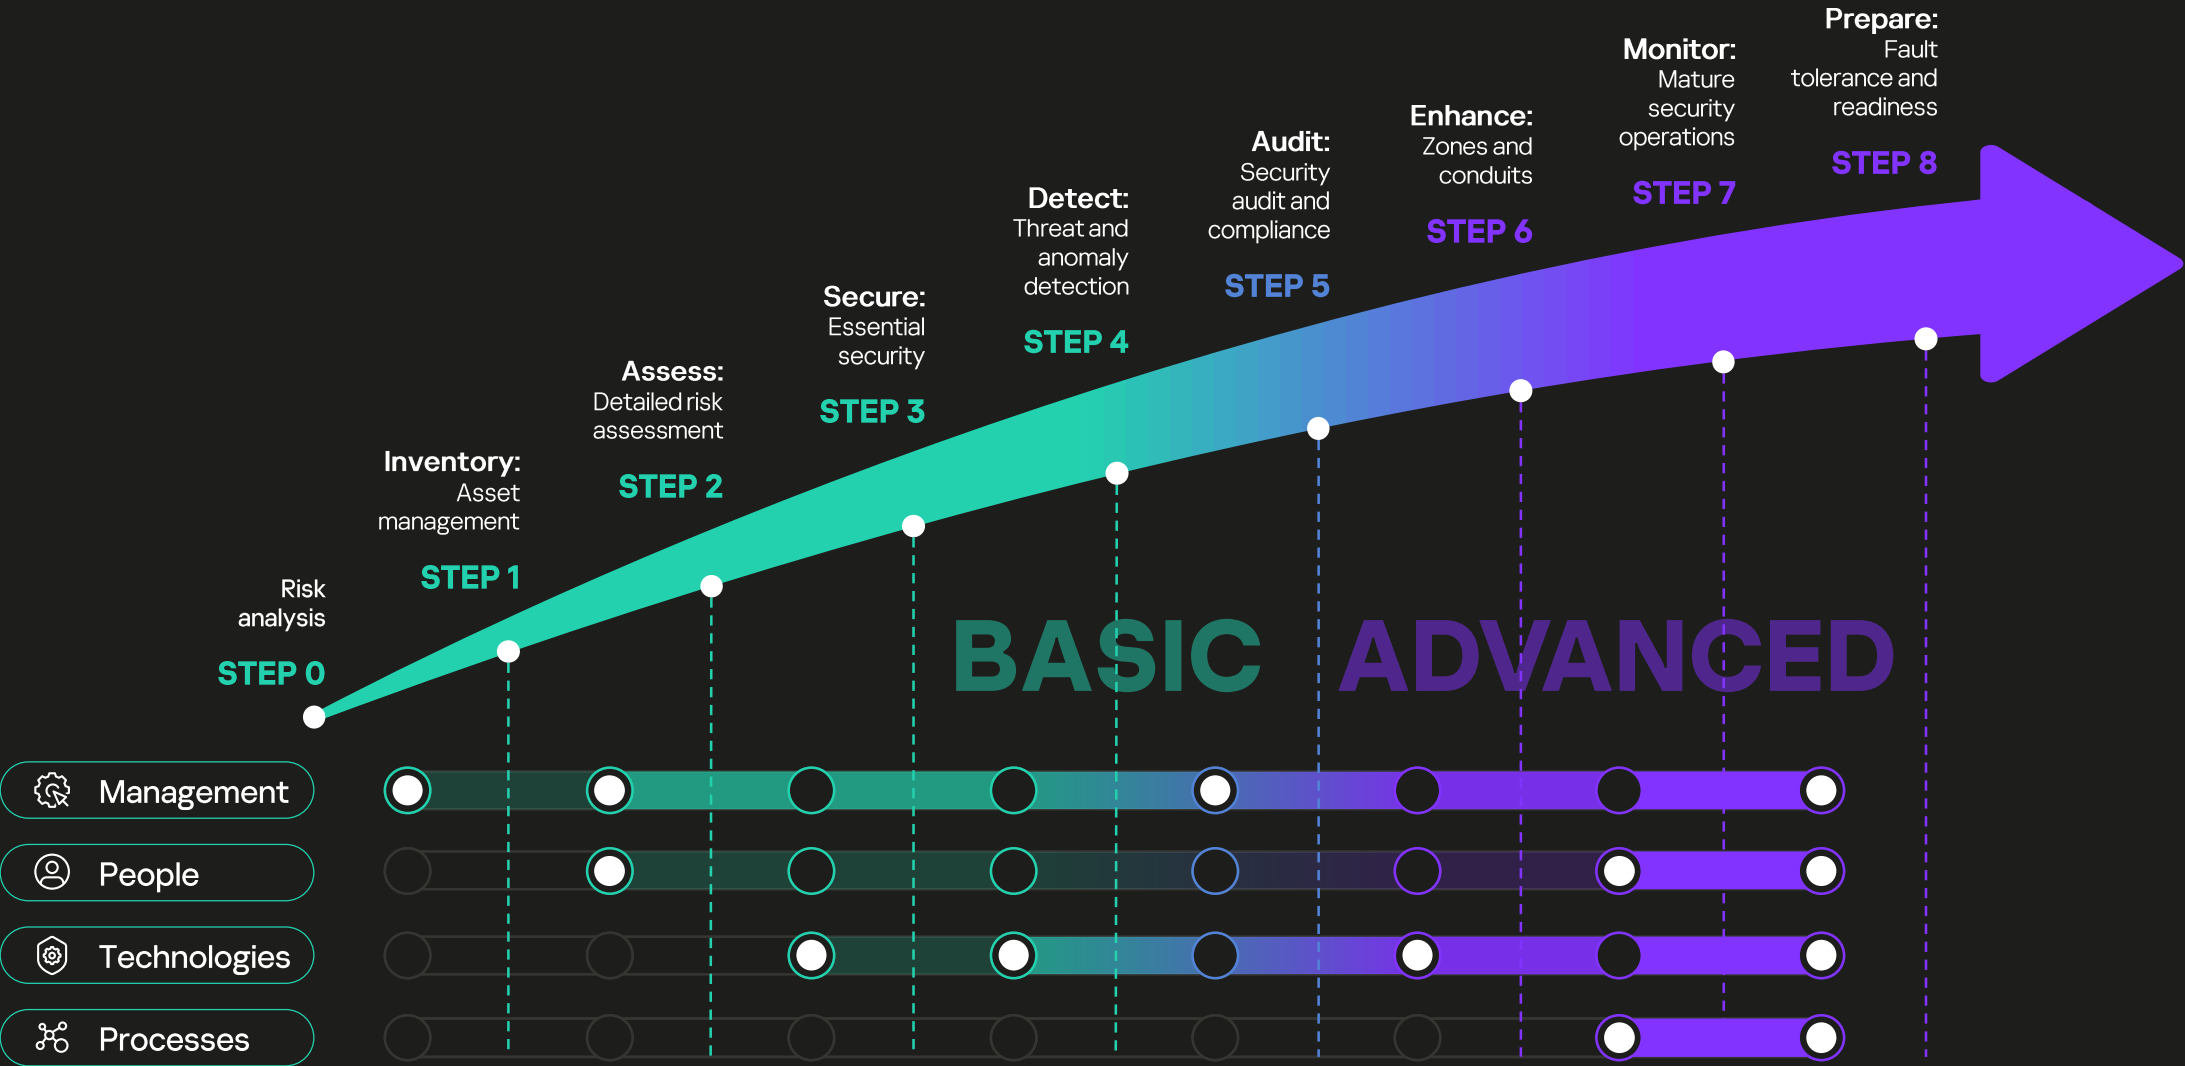 Risk
analysis
STEP 0
Inventory:
Asset
management
STEP 1
Assess:
Detailed risk
assessment
STEP 2
Secure:
Essential
security
STEP 3
Detect:
Threat and
anomaly
detection
STEP 4
Audit:
Security
audit and
compliance
STEP 5
Enhance:
Zones and
conduits
STEP 6
Monitor:
Mature
security
operations
STEP 7
Prepare:
Fault
tolerance and
readiness
STEP 8
BASIC
ADVANCED
Management
People
Technologies
Processes